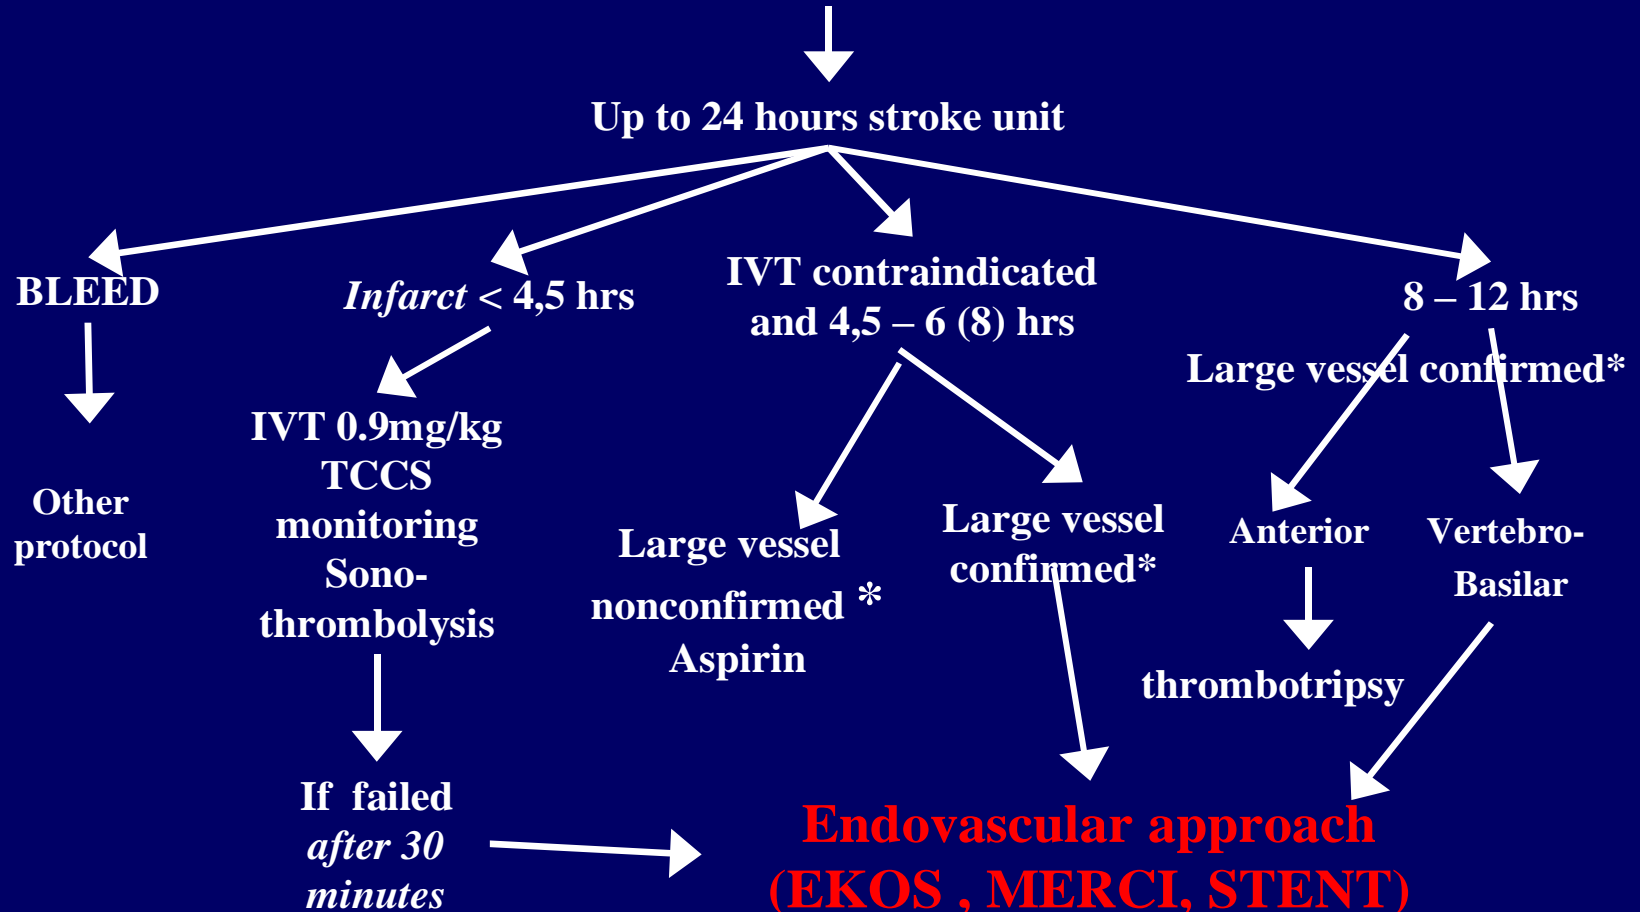 Up to 24 hours stroke unit
BLEED
Other
protocol
Infarct < 4,5 hrs
IVT 0.9mg/kg
TCCS
monitoring
Sono-
thrombolysis
If failed
after 30
minutes
IVT contraindicated
and 4,5 – 6 (8) hrs
Large vessel
nonconfirmed *
Aspirin
Large vessel
confirmed*
8 – 12 hrs
Large vessel confirmed*
Anterior
thrombotripsy
Vertebro-
Basilar
Endovascular approach
(EKOS , MERCI, STENT)